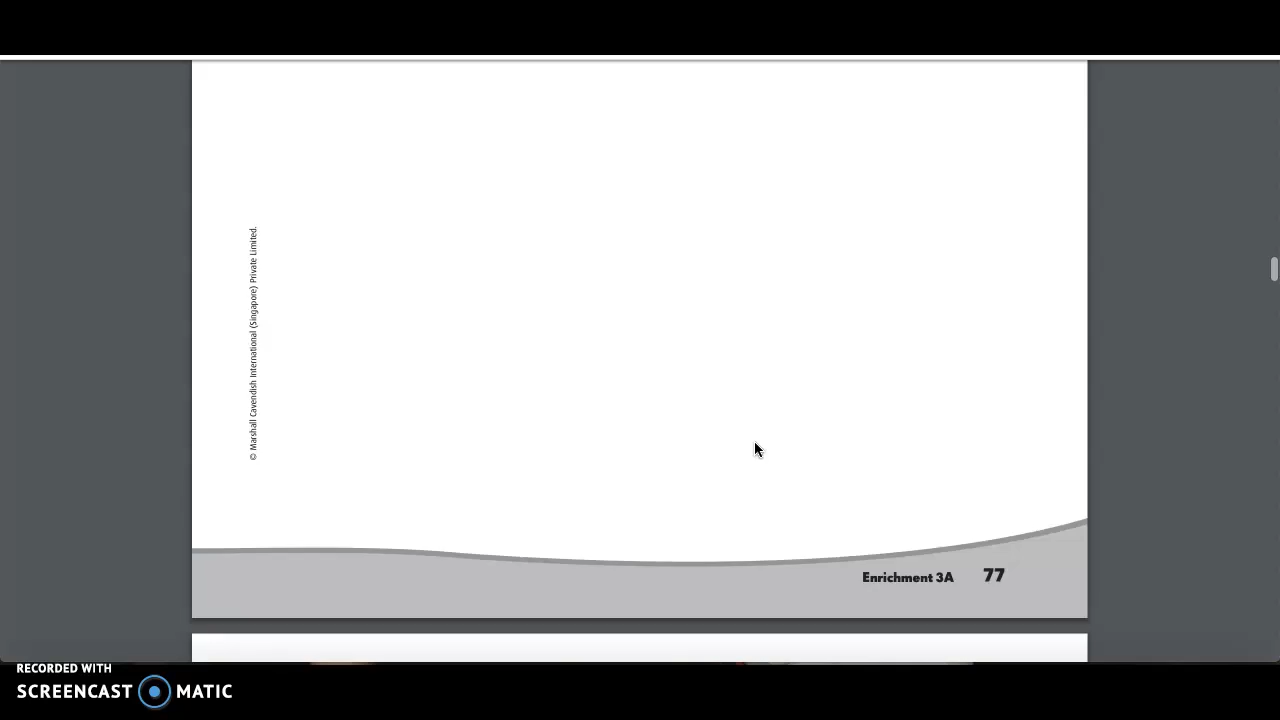 © Marshall Cavendish International (Singapore) Private Limited.
Enrichment 3A 77
RECORDED WITH
SCREENCAST MATIC